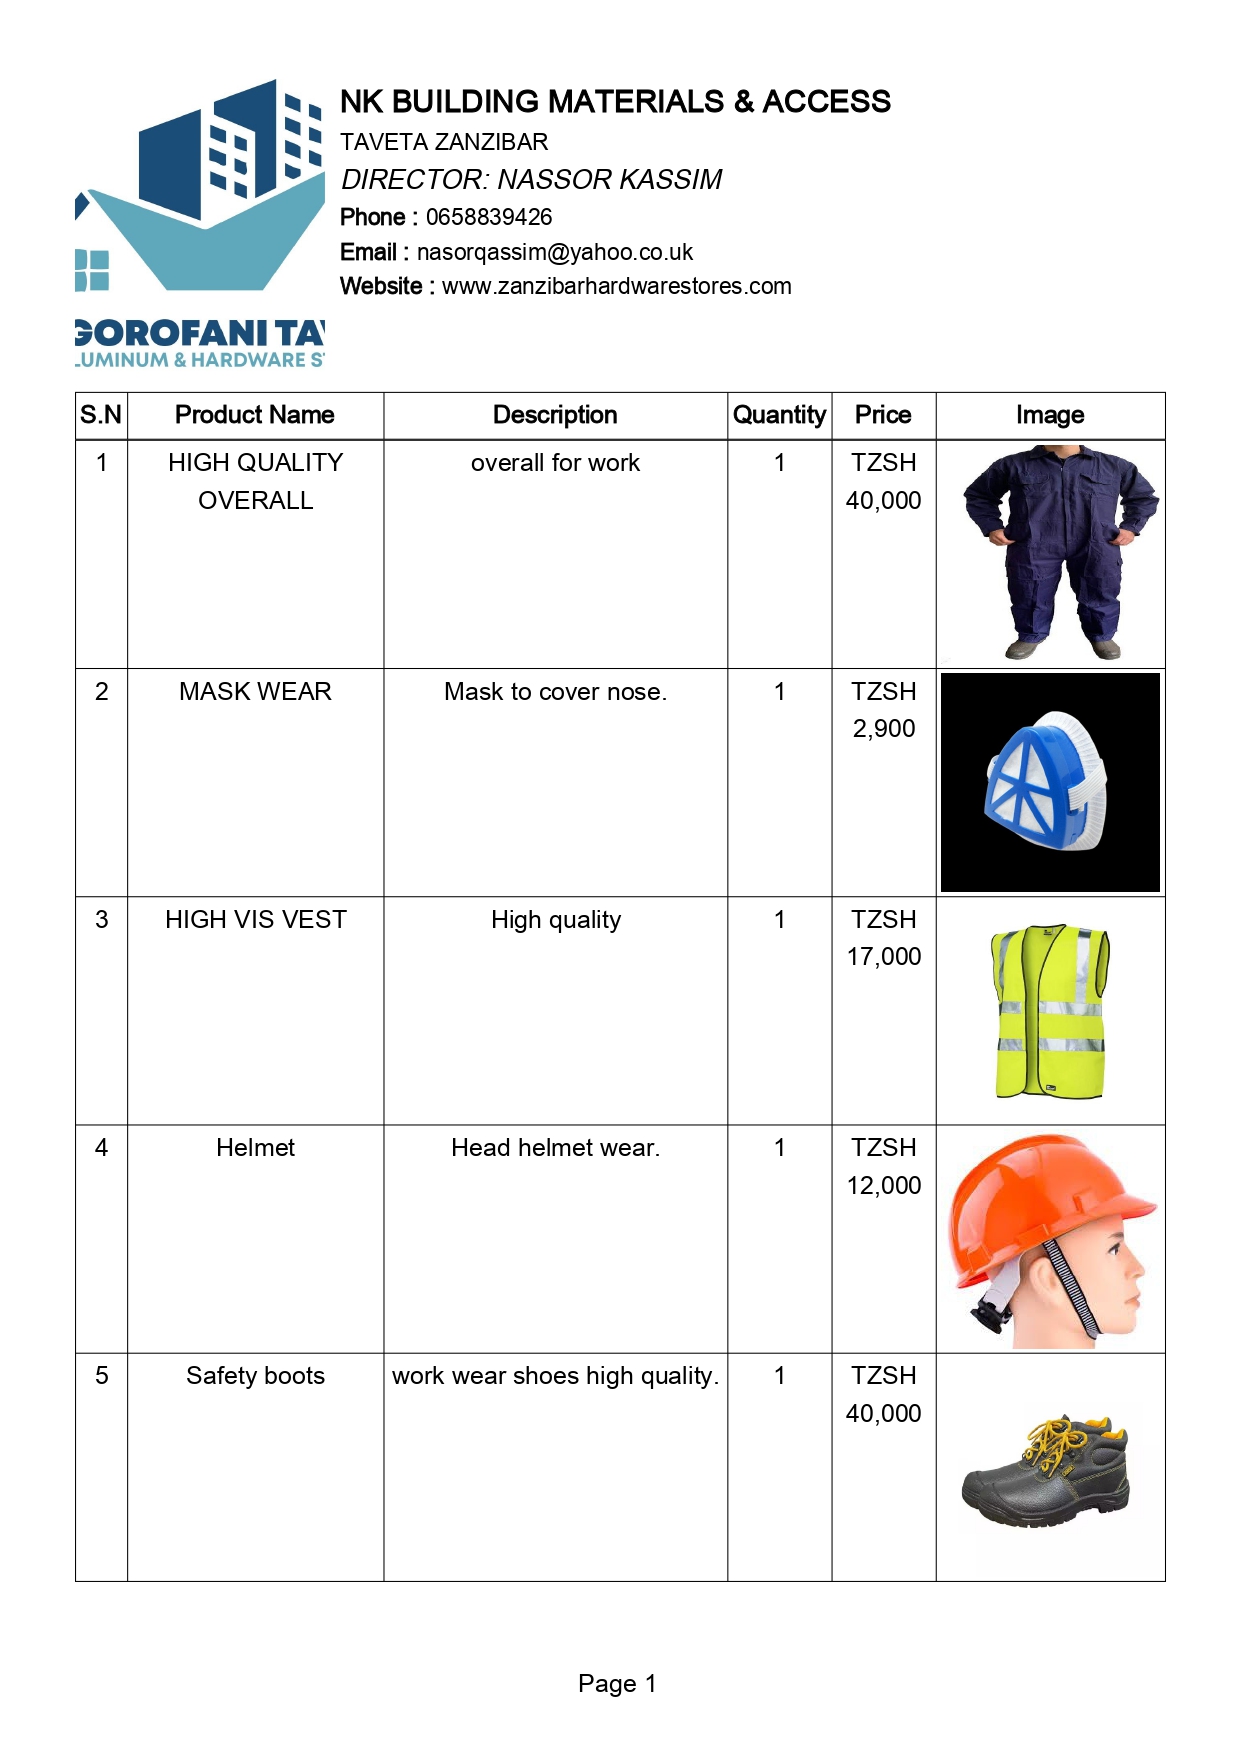 NK BUILDING MATERIALS & ACCESS
TAVETA ZANZIBAR
DIRECTOR: NASSOR KASSIM
Phone : 0658839426
Email : nasorqassim@yahoo.co.uk
Website : www.zanzibarhardwarestores.com
GOROFANI TA
LUMINUM & HARDWARE S
S.N Product Name Description Quantity Price Image
1 HIGH QUALITY overall for work 1 TZSH
OVERALL 40,000
2 MASK WEAR Mask to cover nose. 1 TZSH
2,900
3 HIGH VIS VEST High quality 1 TZSH
17,000
4 Helmet Head helmet wear. 1 TZSH
12,000
5 Safety boots work wear shoes high quality. 1 TZSH
40,000
Page 1